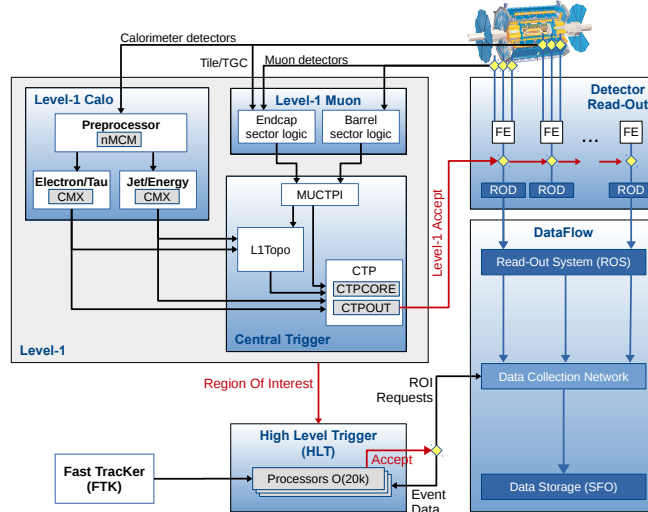 Calorimeter detectors
Tile/TGC
Muon detectors
Level-1 Calo
Preprocessor
nMCM
Electron/Tau
CMX
Jet/Energy
CMX
Level-1 Muon
Endcap
sector logic
Barrel
sector logic
MUCTPI
L1Topo
CTP
CTPCORE
CTPOUT
Central Trigger
Level-1
Level-1 Accept
Detector
Read-Out
FE
FE
...
FE
ROD
ROD
ROD
DataFlow
Read-Out System (ROS)
Data Collection Network
Data Storage (SFO)
Region Of Interest
ROI
Requests
High Level Trigger
(HLT)
Accept
Processors O(20k)
Event
Data
Fast TracKer
(FTK)